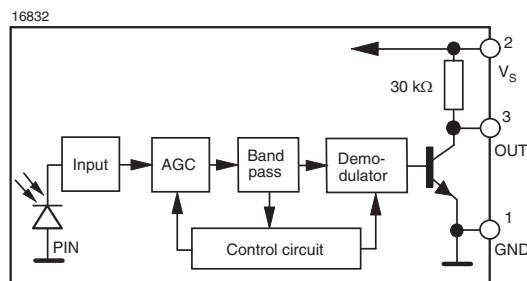 16832
2
V_S
30 kΩ
3
OUT
Input
AGC
Band
pass
Demo-
dulator
PIN
Control circuit
1
GND